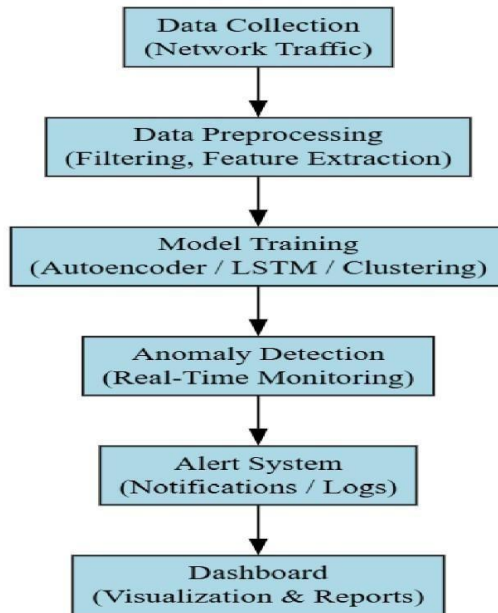 Data Collection
(Network Traffic)
Data Preprocessing
(Filtering, Feature Extraction)
Model Training
(Autoencoder / LSTM / Clustering)
Anomaly Detection
(Real-Time Monitoring)
Alert System
(Notifications / Logs)
Dashboard
(Visualization & Reports)